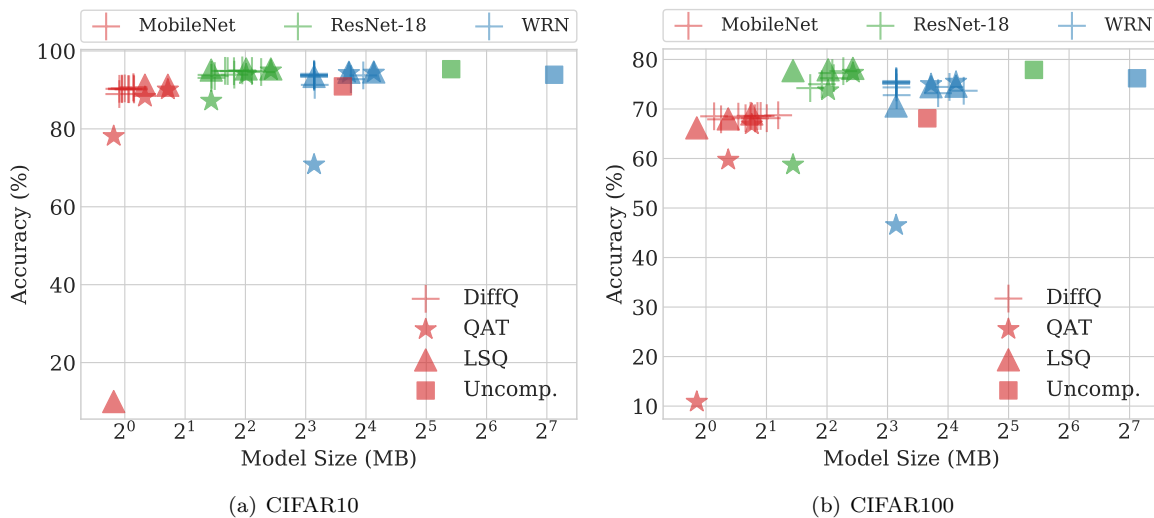 MobileNet ResNet-18 WRN
100
80
60
40
20
Accuracy (%)
DiffQ
QAT
LSQ
Uncomp.
2^0 2^1 2^2 2^3 2^4 2^5 2^6 2^7
Model Size (MB)
(a) CIFAR10
MobileNet ResNet-18 WRN
80
70
60
50
40
30
20
10
Accuracy (%)
DiffQ
QAT
LSQ
Uncomp.
2^0 2^1 2^2 2^3 2^4 2^5 2^6 2^7
Model Size (MB)
(b) CIFAR100